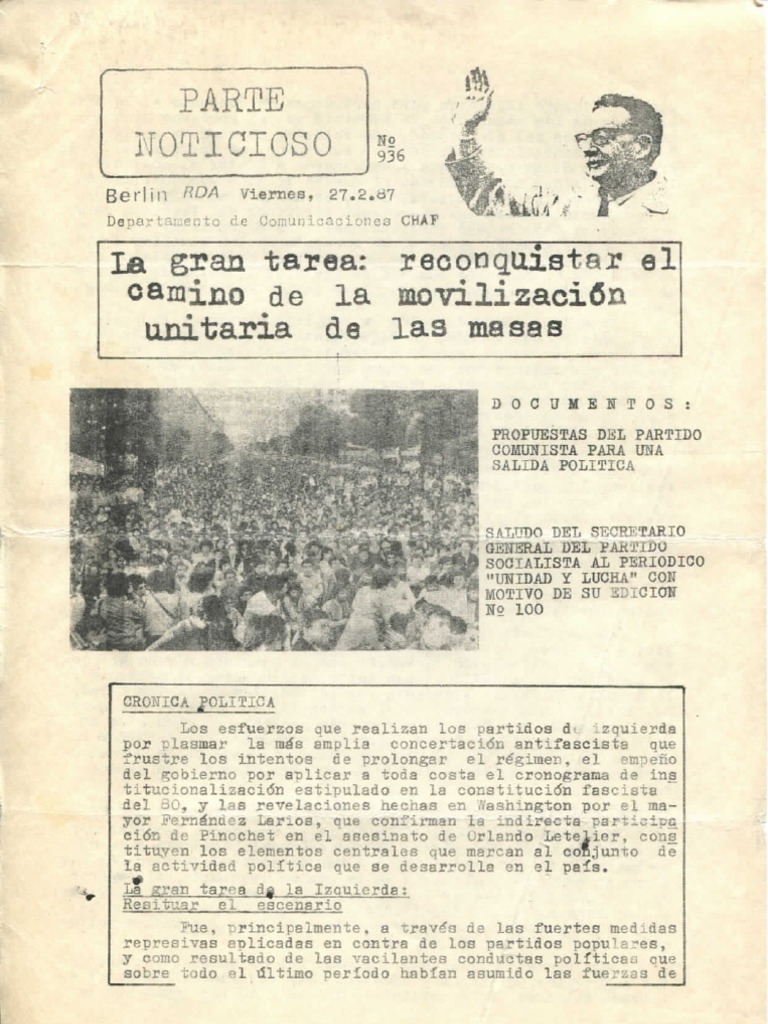 PARTE
NOTICIOSO
Nº
936
Berlin RDA Viernes, 27.2.87
Departamento de Comunicaciones CHAF
La gran tarea: reconquistar el
camino de la movilización
unitaria de las masas
DOCUMENTOS:
PROPUESTAS DEL PARTIDO
COMUNISTA PARA UNA
SALIDA POLITICA
SALUDO DEL SECRETARIO
GENERAL DEL PARTIDO
SOCIALISTA AL PERIODICO
"UNIDAD Y LUCHA" CON
MOTIVO DE SU EDICION
Nº 100
CRONICA POLITICA
Los esfuerzos que realizan los partidos de izquierda
por plasmar la más amplia concertación antifascista que
frustre los intentos de prolongar el régimen, el empeño
del gobierno por aplicar a toda costa el cronograma de ins
titucionalización estipulado en la constitución fascista
del 80, y las revelaciones hechas en Washington por el ma-
yor Fernández Larios, que confirman la indirecta participa
ción de Pinochet en el asesinato de Orlando Letelier, cons
tituyen los elementos centrales que marcan al conjunto de
la actividad política que se desarrolla en el país.
La gran tarea de la Izquierda:
Resituar el escenario
Fue, principalmente, a través de las fuertes medidas
represivas aplicadas en contra de los partidos populares,
y como resultado de las vacilantes conductas políticas que
sobre todo el último período habían asumido las fuerzas de